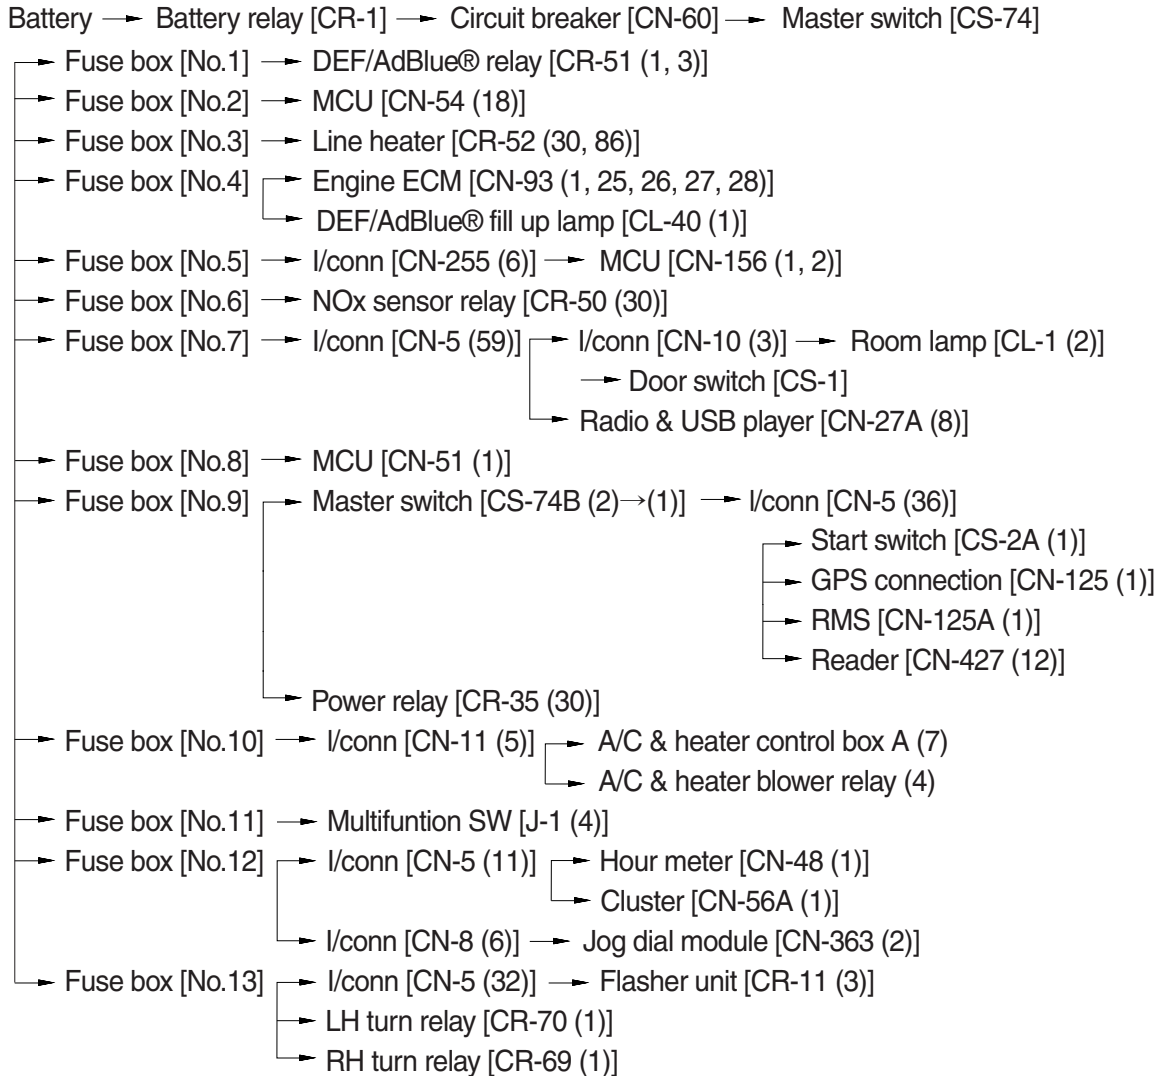 Battery → Battery relay [CR-1] → Circuit breaker [CN-60] → Master switch [CS-74]
Fuse box [No.1] → DEF/AdBlue® relay [CR-51 (1, 3)]
Fuse box [No.2] → MCU [CN-54 (18)]
Fuse box [No.3] → Line heater [CR-52 (30, 86)]
Fuse box [No.4] → Engine ECM [CN-93 (1, 25, 26, 27, 28)]
→ DEF/AdBlue® fill up lamp [CL-40 (1)]
Fuse box [No.5] → I/conn [CN-255 (6)] → MCU [CN-156 (1, 2)]
Fuse box [No.6] → NOx sensor relay [CR-50 (30)]
Fuse box [No.7] → I/conn [CN-5 (59)] → I/conn [CN-10 (3)] → Room lamp [CL-1 (2)]
→ Door switch [CS-1]
→ Radio & USB player [CN-27A (8)]
Fuse box [No.8] → MCU [CN-51 (1)]
Fuse box [No.9] → Master switch [CS-74B (2)→(1)] → I/conn [CN-5 (36)]
→ Start switch [CS-2A (1)]
→ GPS connection [CN-125 (1)]
→ RMS [CN-125A (1)]
→ Reader [CN-427 (12)]
→ Power relay [CR-35 (30)]
Fuse box [No.10] → I/conn [CN-11 (5)] → A/C & heater control box A (7)
→ A/C & heater blower relay (4)
Fuse box [No.11] → Multifuntion SW [J-1 (4)]
Fuse box [No.12] → I/conn [CN-5 (11)] → Hour meter [CN-48 (1)]
→ Cluster [CN-56A (1)]
→ I/conn [CN-8 (6)] → Jog dial module [CN-363 (2)]
Fuse box [No.13] → I/conn [CN-5 (32)] → Flasher unit [CR-11 (3)]
→ LH turn relay [CR-70 (1)]
→ RH turn relay [CR-69 (1)]